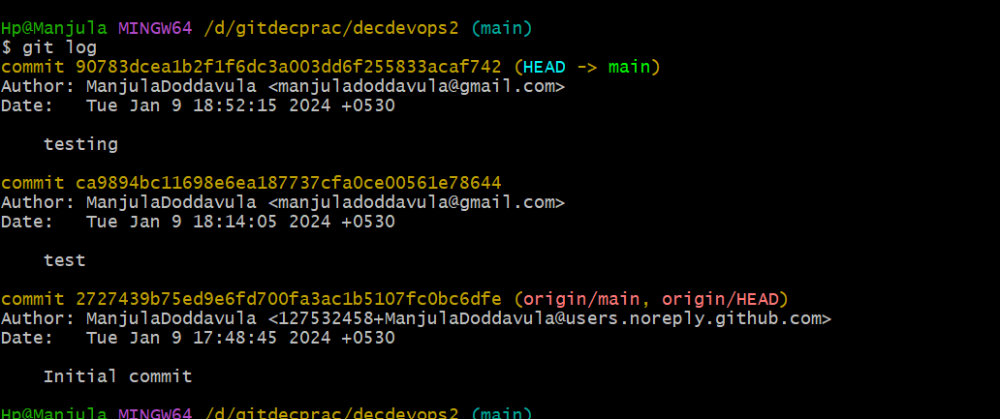 Hp@Manjula MINGW64 /d/gitdecprac/decdevops2 (main)
$ git log
commit 90783dcea1b2f1f6dc3a003dd6f255833acaf742 (HEAD -> main)
Author: ManjulaDoddavula <manjuladoddavula@gmail.com>
Date:   Tue Jan 9 18:52:15 2024 +0530
    testing
commit ca9894bc11698e6ea187737cfa0ce00561e78644
Author: ManjulaDoddavula <manjuladoddavula@gmail.com>
Date:   Tue Jan 9 18:14:05 2024 +0530
    test
commit 2727439b75ed9e6fd700fa3ac1b5107fc0bc6dfe (origin/main, origin/HEAD)
Author: ManjulaDoddavula <127532458+ManjulaDoddavula@users.noreply.github.com>
Date:   Tue Jan 9 17:48:45 2024 +0530
    Initial commit
Hp@Manjula MINGW64 /d/gitdecprac/decdevops2 (main)